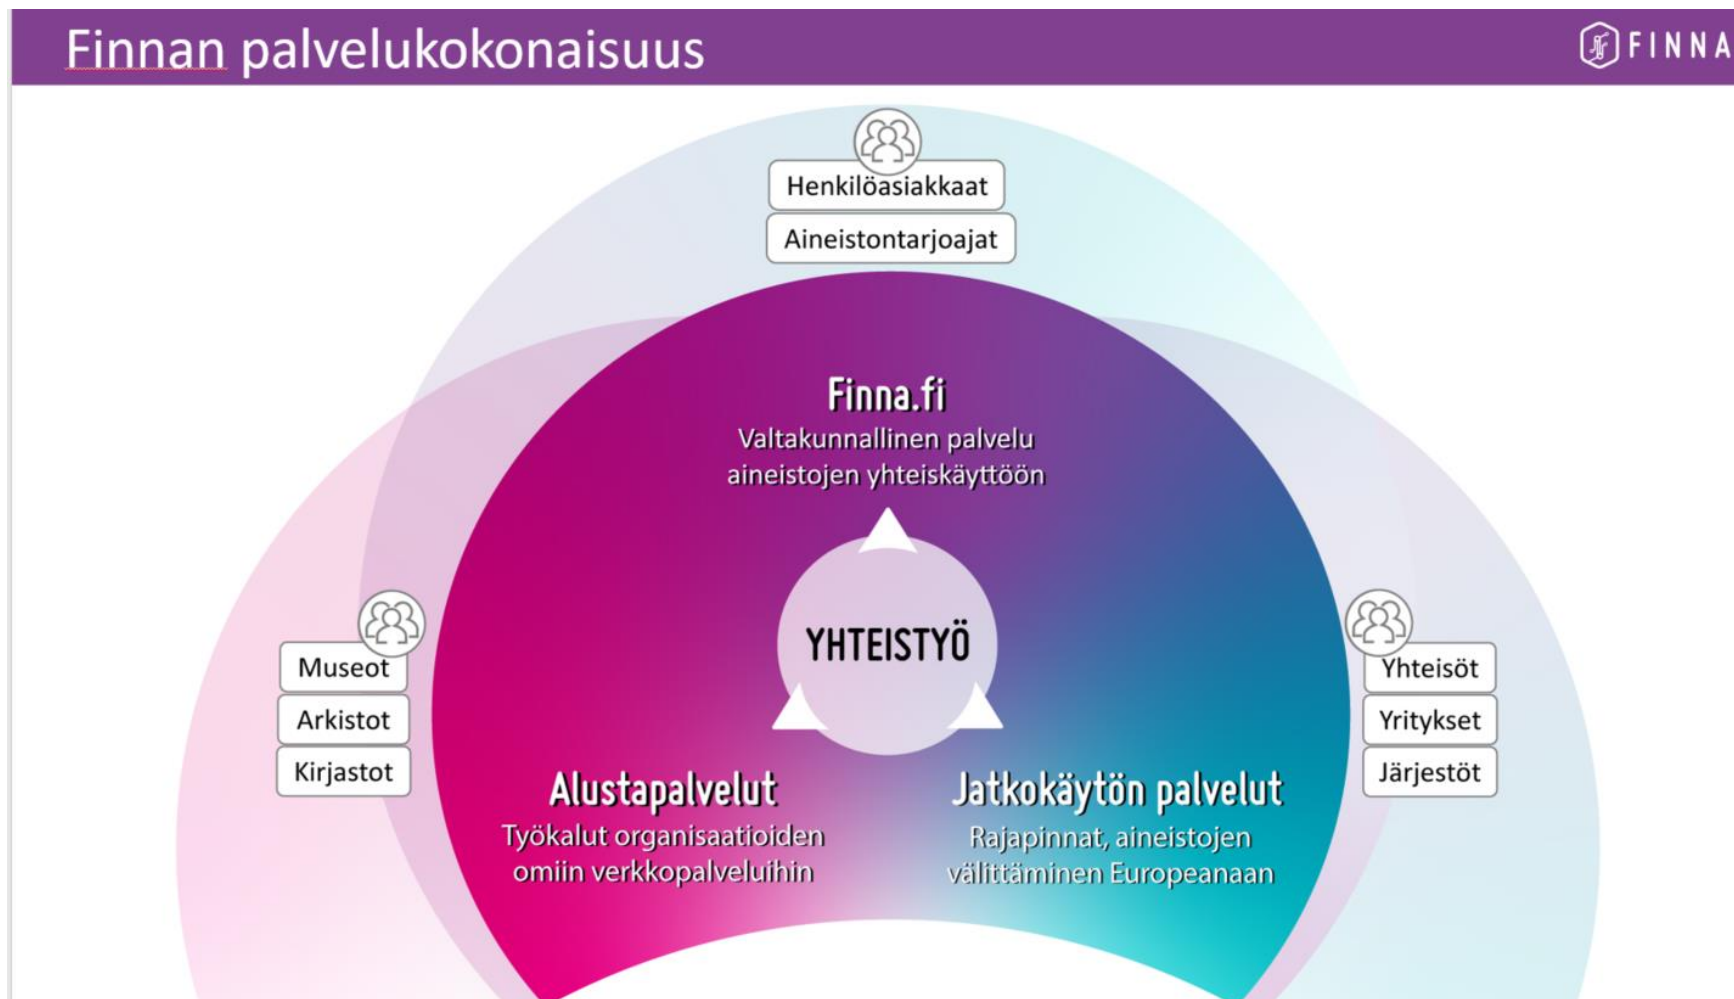 Finnan palvelukokonaisuus
FINNA
Henkilöasiakkaat
Aineistontarjoajat
Finna.fi
Valtakunnallinen palvelu
aineistojen yhteiskäyttöön
YHTEISTYÖ
Museot
Arkistot
Kirjastot
Yhteisöt
Yritykset
Järjestöt
Alustapalvelut
Työkalut organisaatioiden
omiin verkkopalveluihin
Jatkokäytön palvelut
Rajapinnat, aineistojen
välittäminen Europeanaan